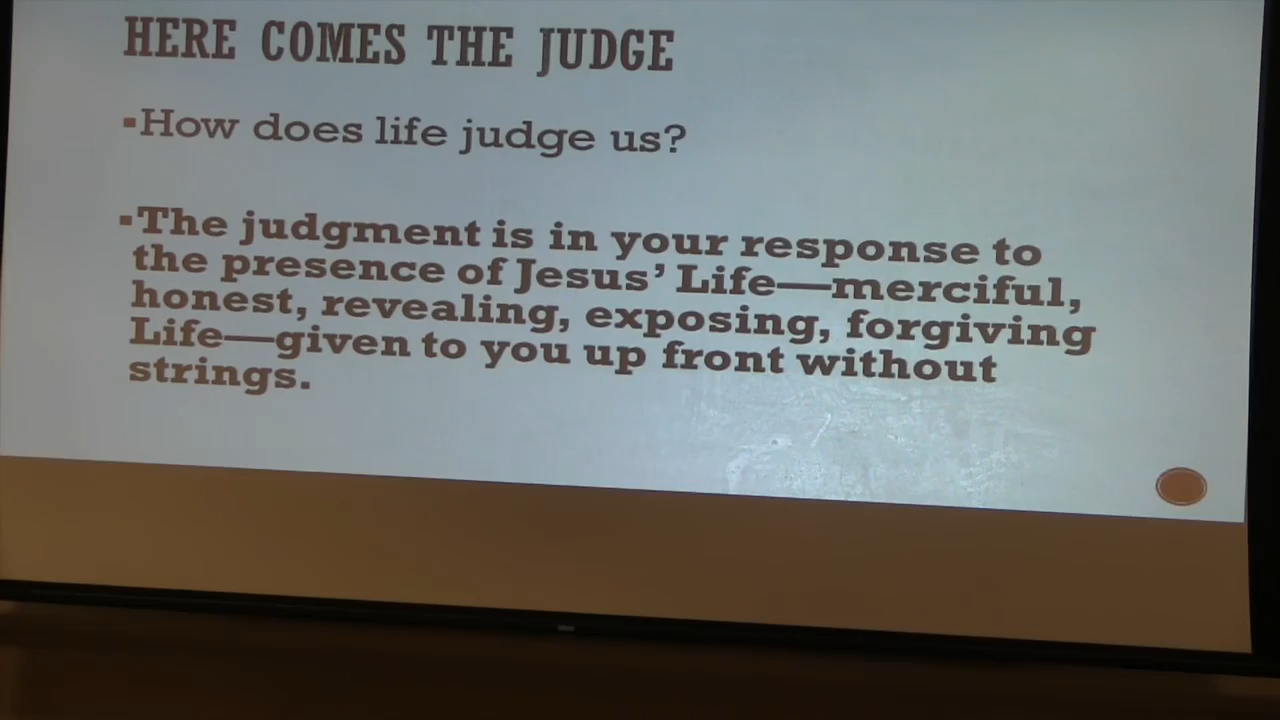 HERE COMES THE JUDGE
▪How does life judge us?
▪The judgment is in your response to
the presence of Jesus’ Life—merciful,
honest, revealing, exposing, forgiving
Life—given to you up front without
strings.